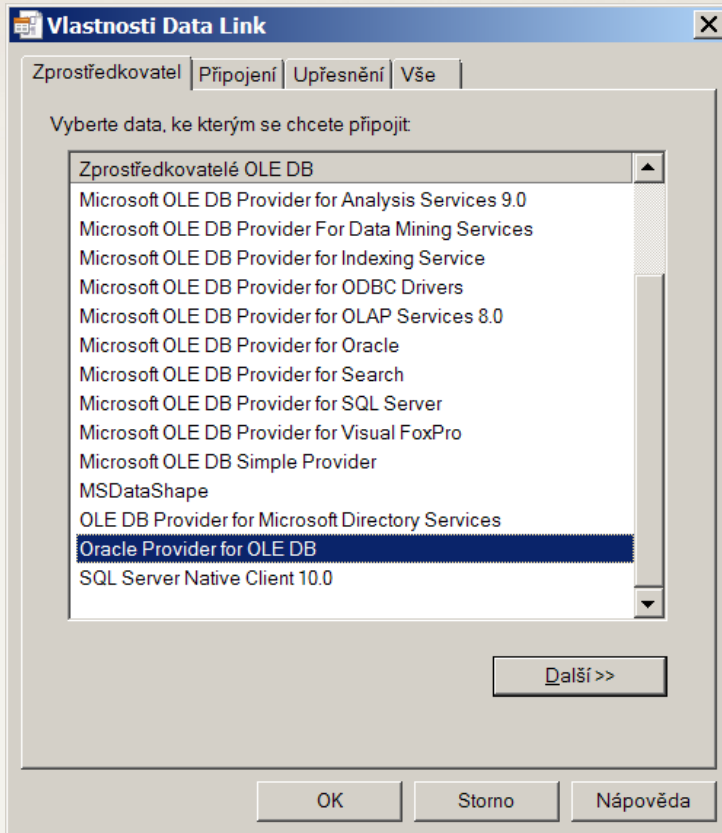 Vlastnosti Data Link
Zprostředkovatel Připojení Upřesnění Vše
Vyberte data, ke kterým se chcete připojit:
Zprostředkovatelé OLE DB
Microsoft OLE DB Provider for Analysis Services 9.0
Microsoft OLE DB Provider For Data Mining Services
Microsoft OLE DB Provider for Indexing Service
Microsoft OLE DB Provider for ODBC Drivers
Microsoft OLE DB Provider for OLAP Services 8.0
Microsoft OLE DB Provider for Oracle
Microsoft OLE DB Provider for Search
Microsoft OLE DB Provider for SQL Server
Microsoft OLE DB Provider for Visual FoxPro
Microsoft OLE DB Simple Provider
MSDataShape
OLE DB Provider for Microsoft Directory Services
Oracle Provider for OLE DB
SQL Server Native Client 10.0
Další >>
OK Storno Nápověda